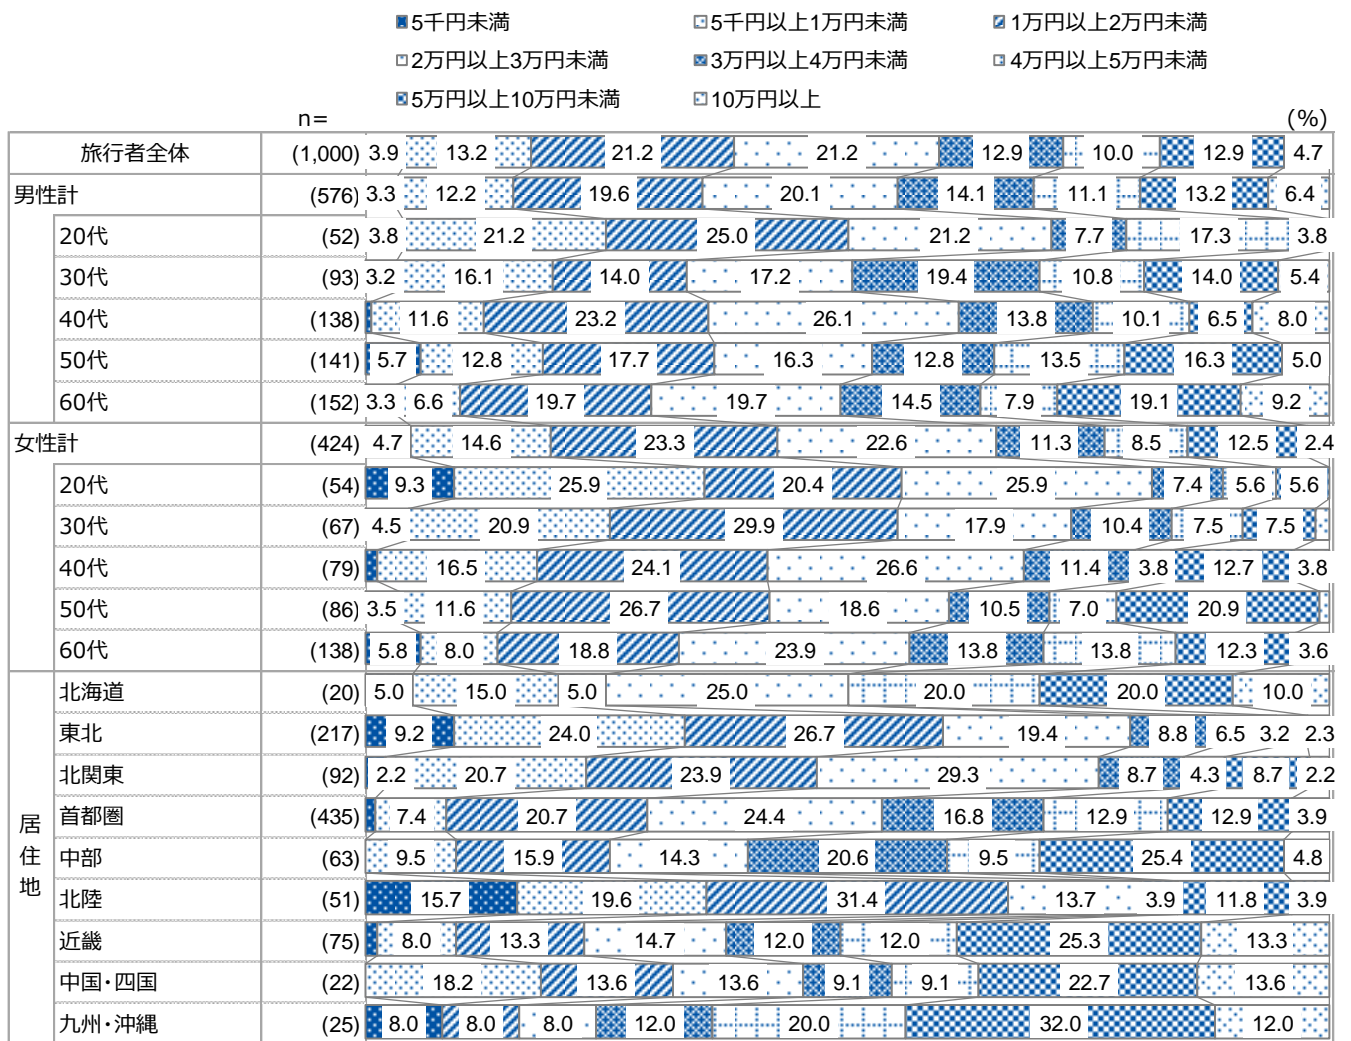 5千円未満 5千円以上1万円未満 1万円以上2万円未満
2万円以上3万円未満 3万円以上4万円未満 4万円以上5万円未満
5万円以上10万円未満 10万円以上
n= (%)
旅行者全体 (1,000) 3.9 13.2 21.2 21.2 12.9 10.0 12.9 4.7
男性計 (576) 3.3 12.2 19.6 20.1 14.1 11.1 13.2 6.4
20代 (52) 3.8 21.2 25.0 21.2 7.7 17.3 3.8
30代 (93) 3.2 16.1 14.0 17.2 19.4 10.8 14.0 5.4
40代 (138) 11.6 23.2 26.1 13.8 10.1 6.5 8.0
50代 (141) 5.7 12.8 17.7 16.3 12.8 13.5 16.3 5.0
60代 (152) 3.3 6.6 19.7 19.7 14.5 7.9 19.1 9.2
女性計 (424) 4.7 14.6 23.3 22.6 11.3 8.5 12.5 2.4
20代 (54) 9.3 25.9 20.4 25.9 7.4 5.6 5.6
30代 (67) 4.5 20.9 29.9 17.9 10.4 7.5 7.5
40代 (79) 16.5 24.1 26.6 11.4 3.8 12.7 3.8
50代 (86) 3.5 11.6 26.7 18.6 10.5 7.0 20.9
60代 (138) 5.8 8.0 18.8 23.9 13.8 13.8 12.3 3.6
居住地
北海道 (20) 5.0 15.0 5.0 25.0 20.0 20.0 10.0
東北 (217) 9.2 24.0 26.7 19.4 8.8 6.5 3.2 2.3
北関東 (92) 2.2 20.7 23.9 29.3 8.7 4.3 8.7 2.2
首都圏 (435) 7.4 20.7 24.4 16.8 12.9 12.9 3.9
中部 (63) 9.5 15.9 14.3 20.6 9.5 25.4 4.8
北陸 (51) 15.7 19.6 31.4 13.7 3.9 11.8 3.9
近畿 (75) 8.0 13.3 14.7 12.0 12.0 25.3 13.3
中国・四国 (22) 18.2 13.6 13.6 9.1 9.1 22.7 13.6
九州・沖縄 (25) 8.0 8.0 8.0 12.0 20.0 32.0 12.0